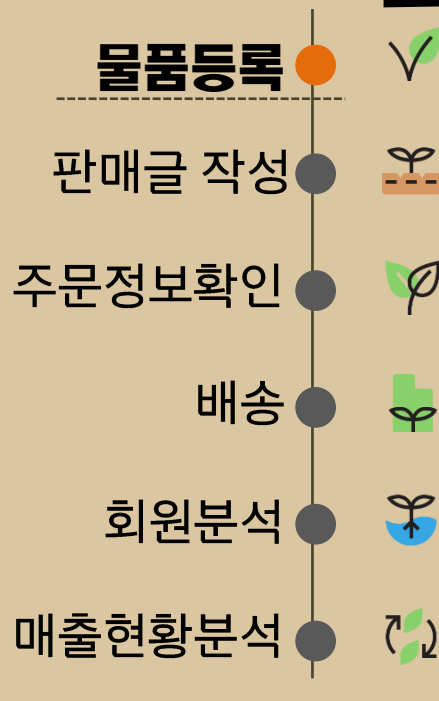 물품등록
판매글 작성
주문정보확인
배송
회원분석
매출현황분석